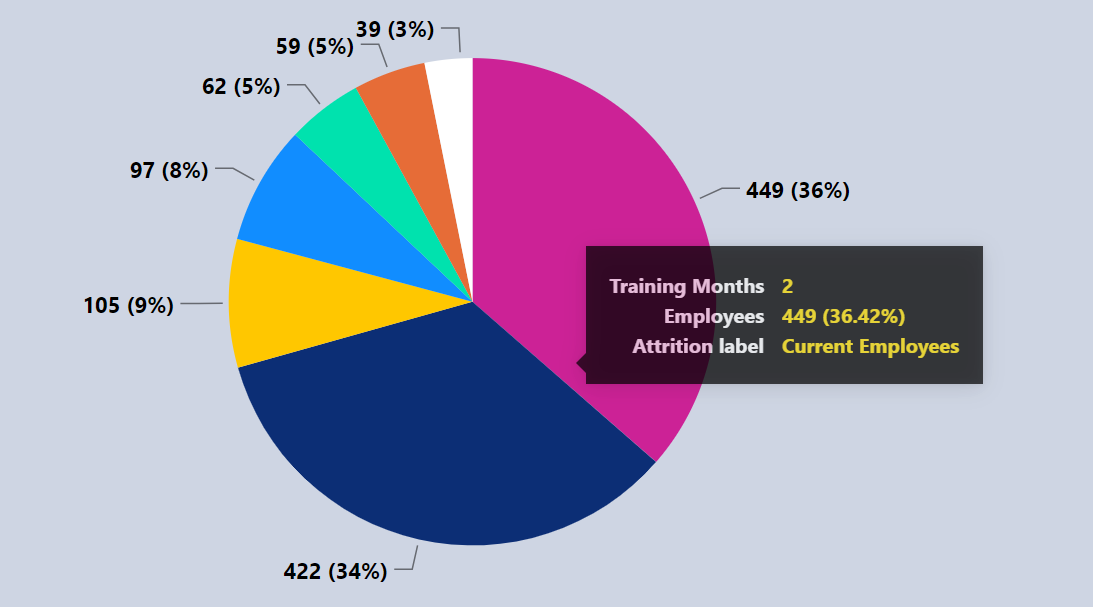 39 (3%)
59 (5%)
62 (5%)
97 (8%)
449 (36%)
Training Months 2
Employees 449 (36.42%)
Attrition label Current Employees
105 (9%)
422 (34%)